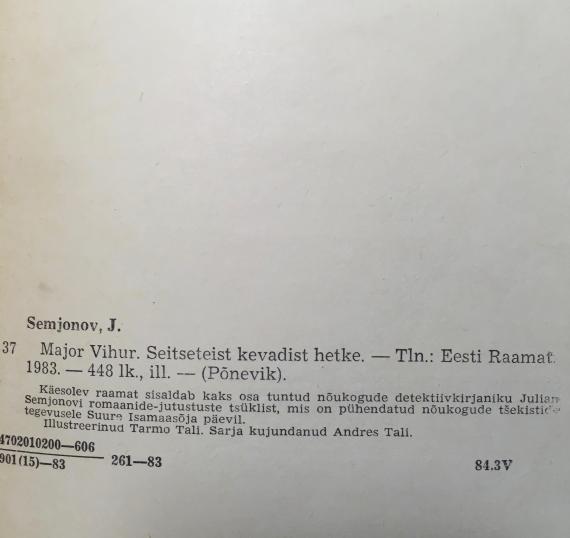 Semjonov, J.
37 Major Vihur. Seitseteist kevadist hetke. — Tln.: Eesti Raamat
1983. — 448 lk., ill. — (Põnevik).
Käesolev raamat sisaldab kaks osa tuntud nõukogude detektiivkirjaniku Julian
Semjonovi romaanide-jutustuste tsüklist, mis on pühendatud nõukogude tšekistide
tegevusele Suure Isamaasõja päevil.
Illustreerinud Tarmo Tali. Sarja kujundanud Andres Tali.
4702010200—606
901(15)—83
261—83
84.3V